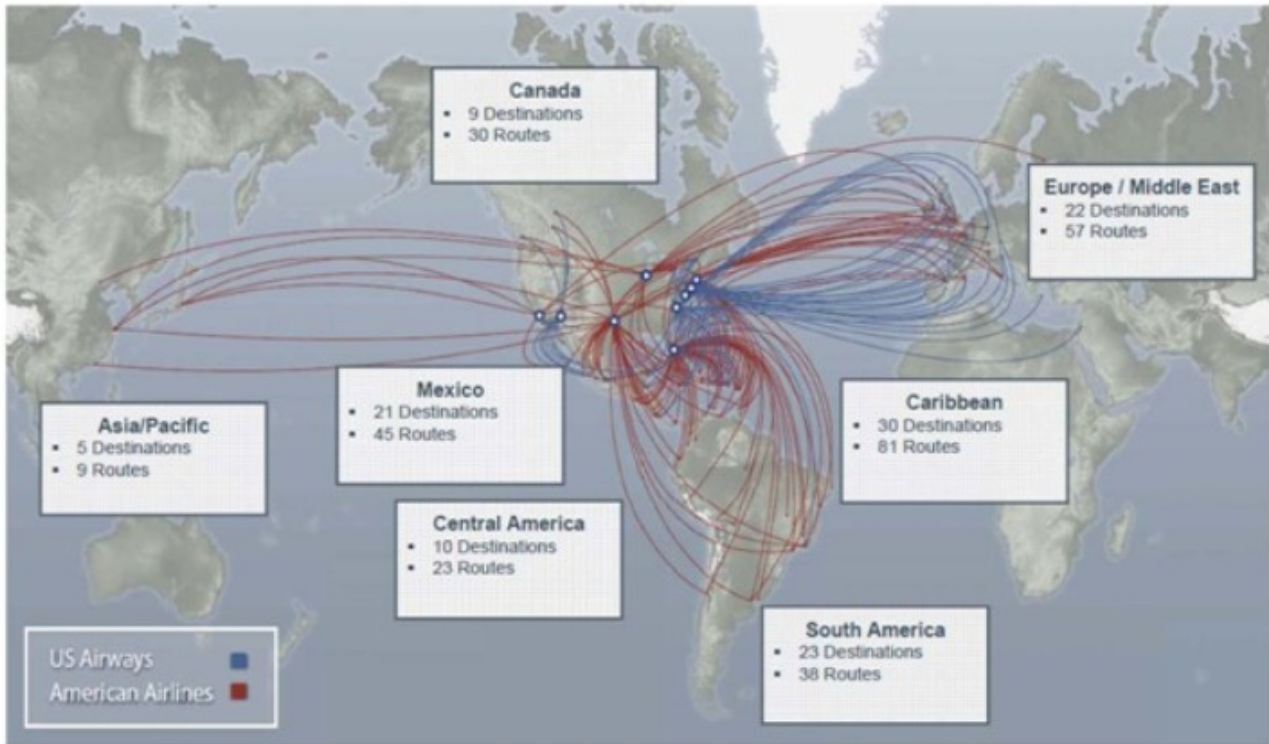 Canada
▪ 9 Destinations
▪ 30 Routes
Europe / Middle East
▪ 22 Destinations
▪ 57 Routes
Mexico
▪ 21 Destinations
▪ 45 Routes
Caribbean
▪ 30 Destinations
▪ 81 Routes
Asia/Pacific
▪ 5 Destinations
▪ 9 Routes
Central America
▪ 10 Destinations
▪ 23 Routes
South America
▪ 23 Destinations
▪ 38 Routes
US Airways
American Airlines